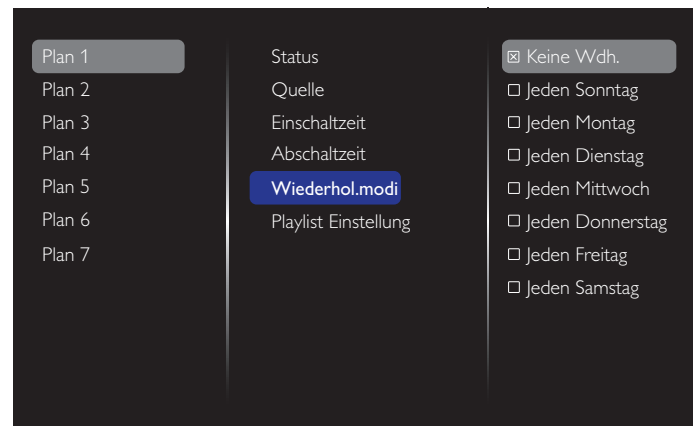 Plan 1
Plan 2
Plan 3
Plan 4
Plan 5
Plan 6
Plan 7
Status
Quelle
Einschaltzeit
Abschaltzeit
Wiederhol.modi
Playlist Einstellung
Keine Wdh.
Jeden Sonntag
Jeden Montag
Jeden Dienstag
Jeden Mittwoch
Jeden Donnerstag
Jeden Freitag
Jeden Samstag